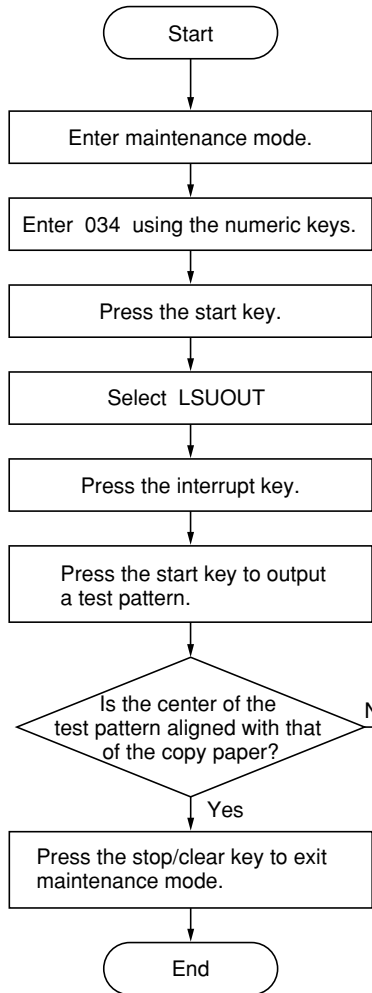 Start
Enter maintenance mode.
Enter 034 using the numeric keys.
Press the start key.
Select LSUOUT
Press the interrupt key.
Press the start key to output
a test pattern.
Is the center of the
test pattern aligned with that
of the copy paper?
Yes
Press the stop/clear key to exit
maintenance mode.
End